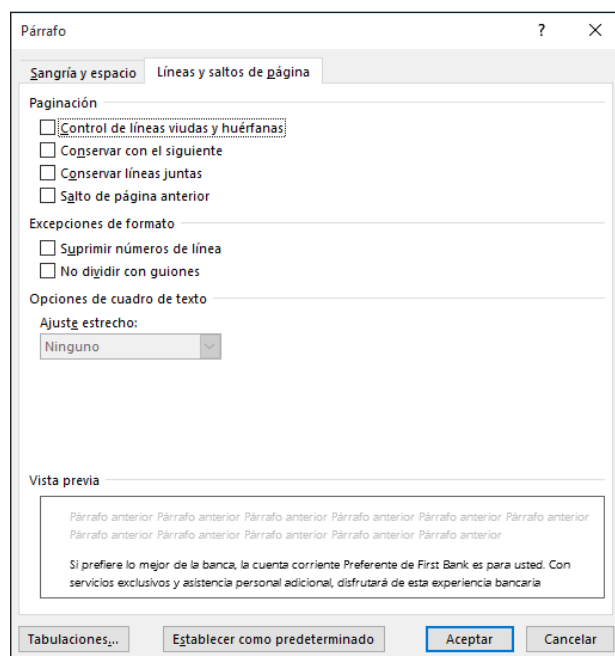 Párrafo ?
Sangría y espacio Líneas y saltos de página
Paginación
Control de líneas viudas y huérfanas
Conservar con el siguiente
Conservar líneas juntas
Salto de página anterior
Excepciones de formato
Suprimir números de línea
No dividir con guiones
Opciones de cuadro de texto
Ajuste estrecho:
Ninguno
Vista previa
Párrafo anterior Párrafo anterior Párrafo anterior Párrafo anterior Párrafo anterior Párrafo anterior
Párrafo anterior Párrafo anterior Párrafo anterior Párrafo anterior Párrafo anterior
Si prefiere lo mejor de la banca, la cuenta corriente Preferente de First Bank es para usted. Con
servicios exclusivos y asistencia personal adicional, disfrutará de esta experiencia bancaria
Tabulaciones... Establecer como predeterminado Aceptar Cancelar